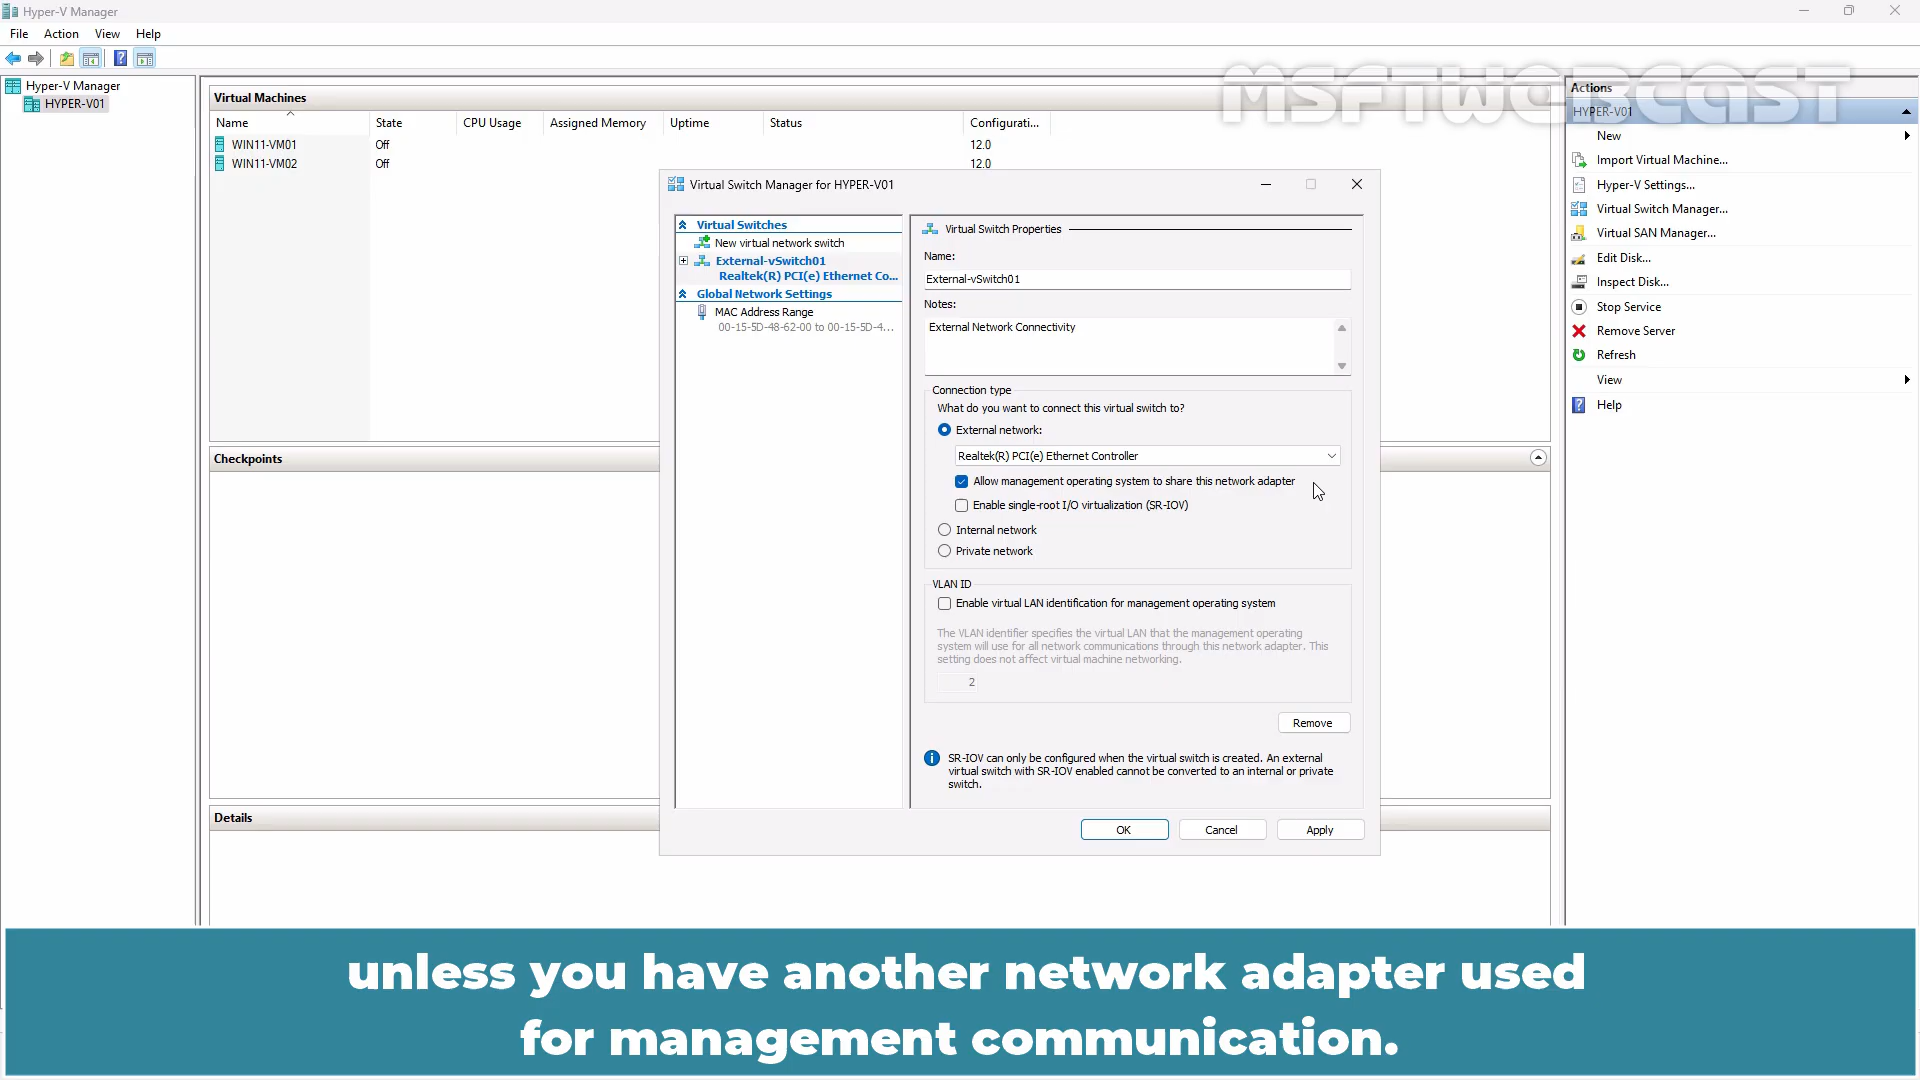 Hyper-V Manager
File Action View Help
Hyper-V Manager
HYPER-V01
Virtual Machines
Name State CPU Usage Assigned Memory Uptime Status Configurati...
WIN11-VM01 Off 12.0
WIN11-VM02 Off 12.0
Checkpoints
Details
Virtual Switch Manager for HYPER-V01
Virtual Switches
New virtual network switch
External-vSwitch01
Realtek(R) PCI(e) Ethernet Co...
Global Network Settings
MAC Address Range
00-15-5D-48-62-00 to 00-15-5D-4...
Virtual Switch Properties
Name:
External-vSwitch01
Notes:
External Network Connectivity
Connection type
What do you want to connect this virtual switch to?
External network:
Realtek(R) PCI(e) Ethernet Controller
Allow management operating system to share this network adapter
Enable single-root I/O virtualization (SR-IOV)
Internal network
Private network
VLAN ID
Enable virtual LAN identification for management operating system
The VLAN identifier specifies the virtual LAN that the management operating
system will use for all network communications through this network adapter. This
setting does not affect virtual machine networking.
2
Remove
SR-IOV can only be configured when the virtual switch is created. An external
virtual switch with SR-IOV enabled cannot be converted to an internal or private
switch.
OK Cancel Apply
MSFTWEBCAST
Actions
HYPER-V01
New
Import Virtual Machine...
Hyper-V Settings...
Virtual Switch Manager...
Virtual SAN Manager...
Edit Disk...
Inspect Disk...
Stop Service
Remove Server
Refresh
View
Help
unless you have another network adapter used
for management communication.